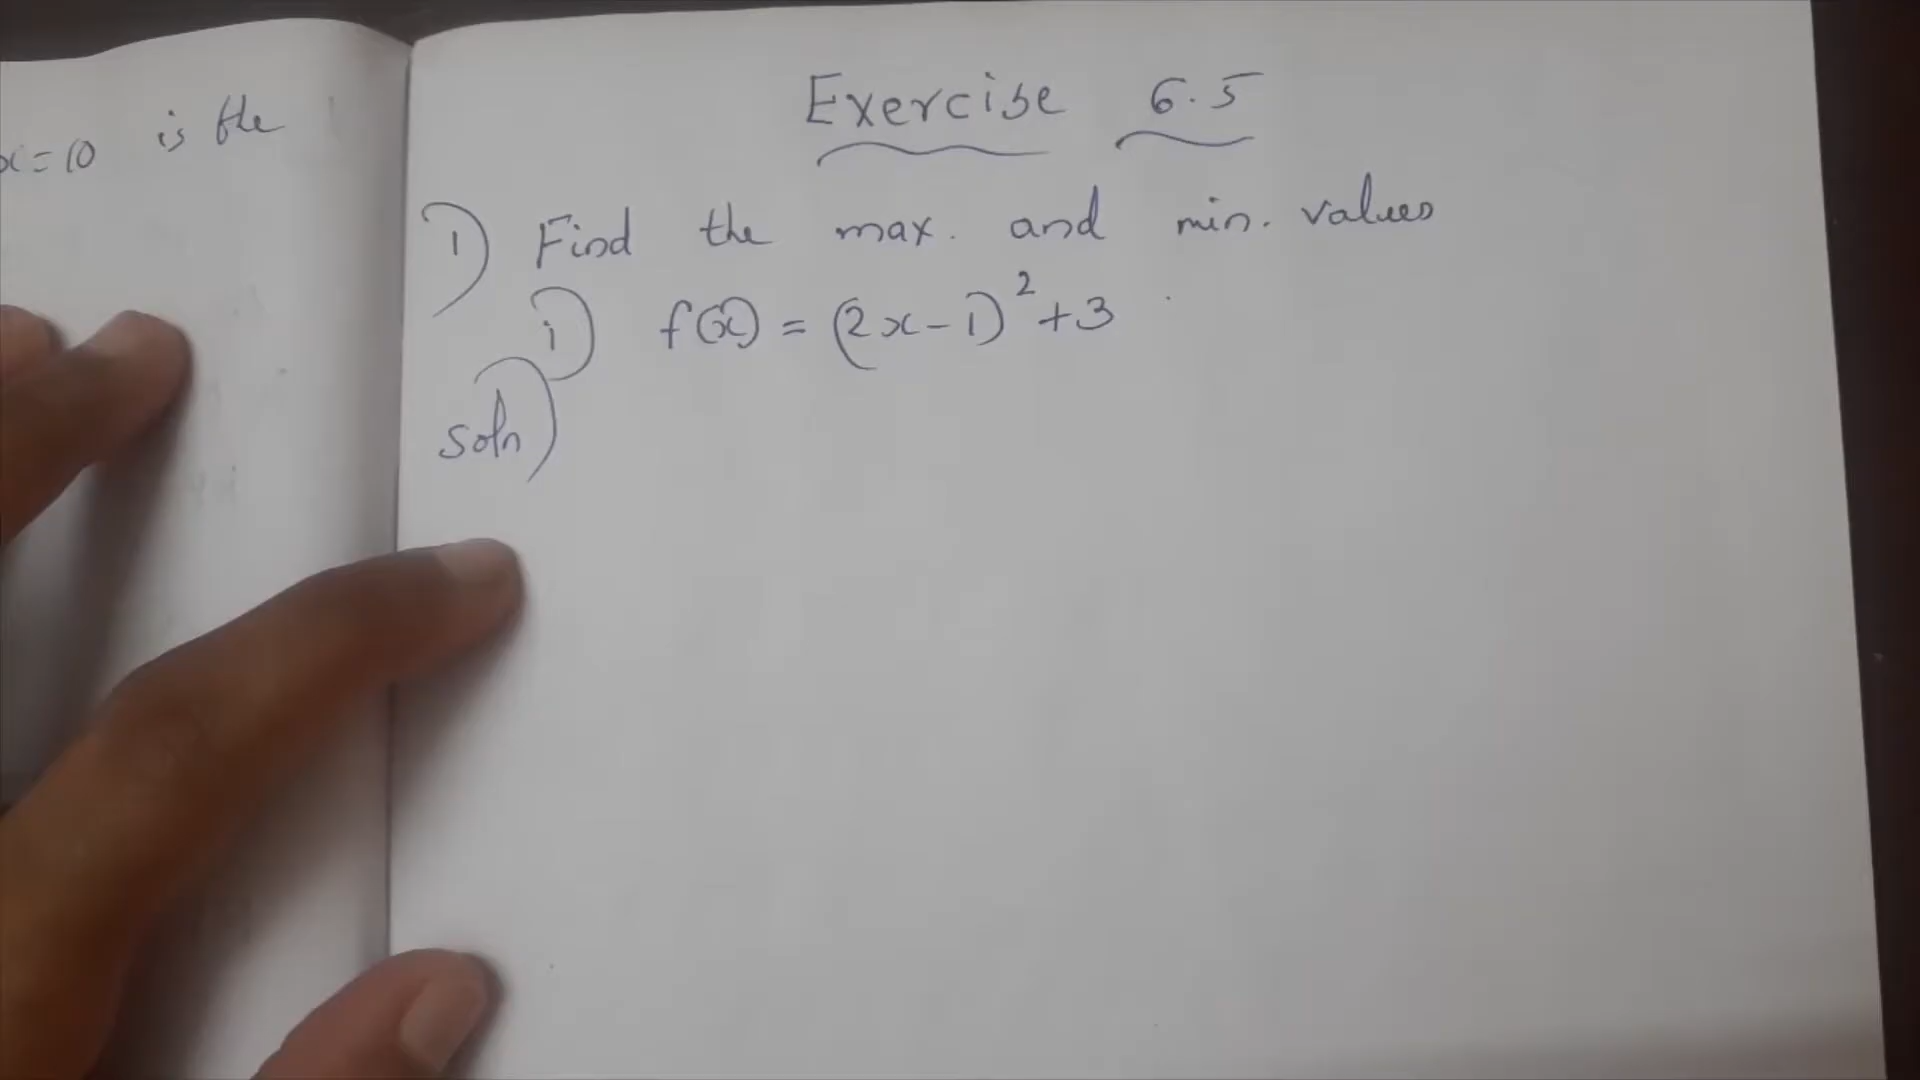 x=10 is the
Exercise 6.5
1) Find the max. and min. values
i) f(x) = (2x-1)²+3
soln)